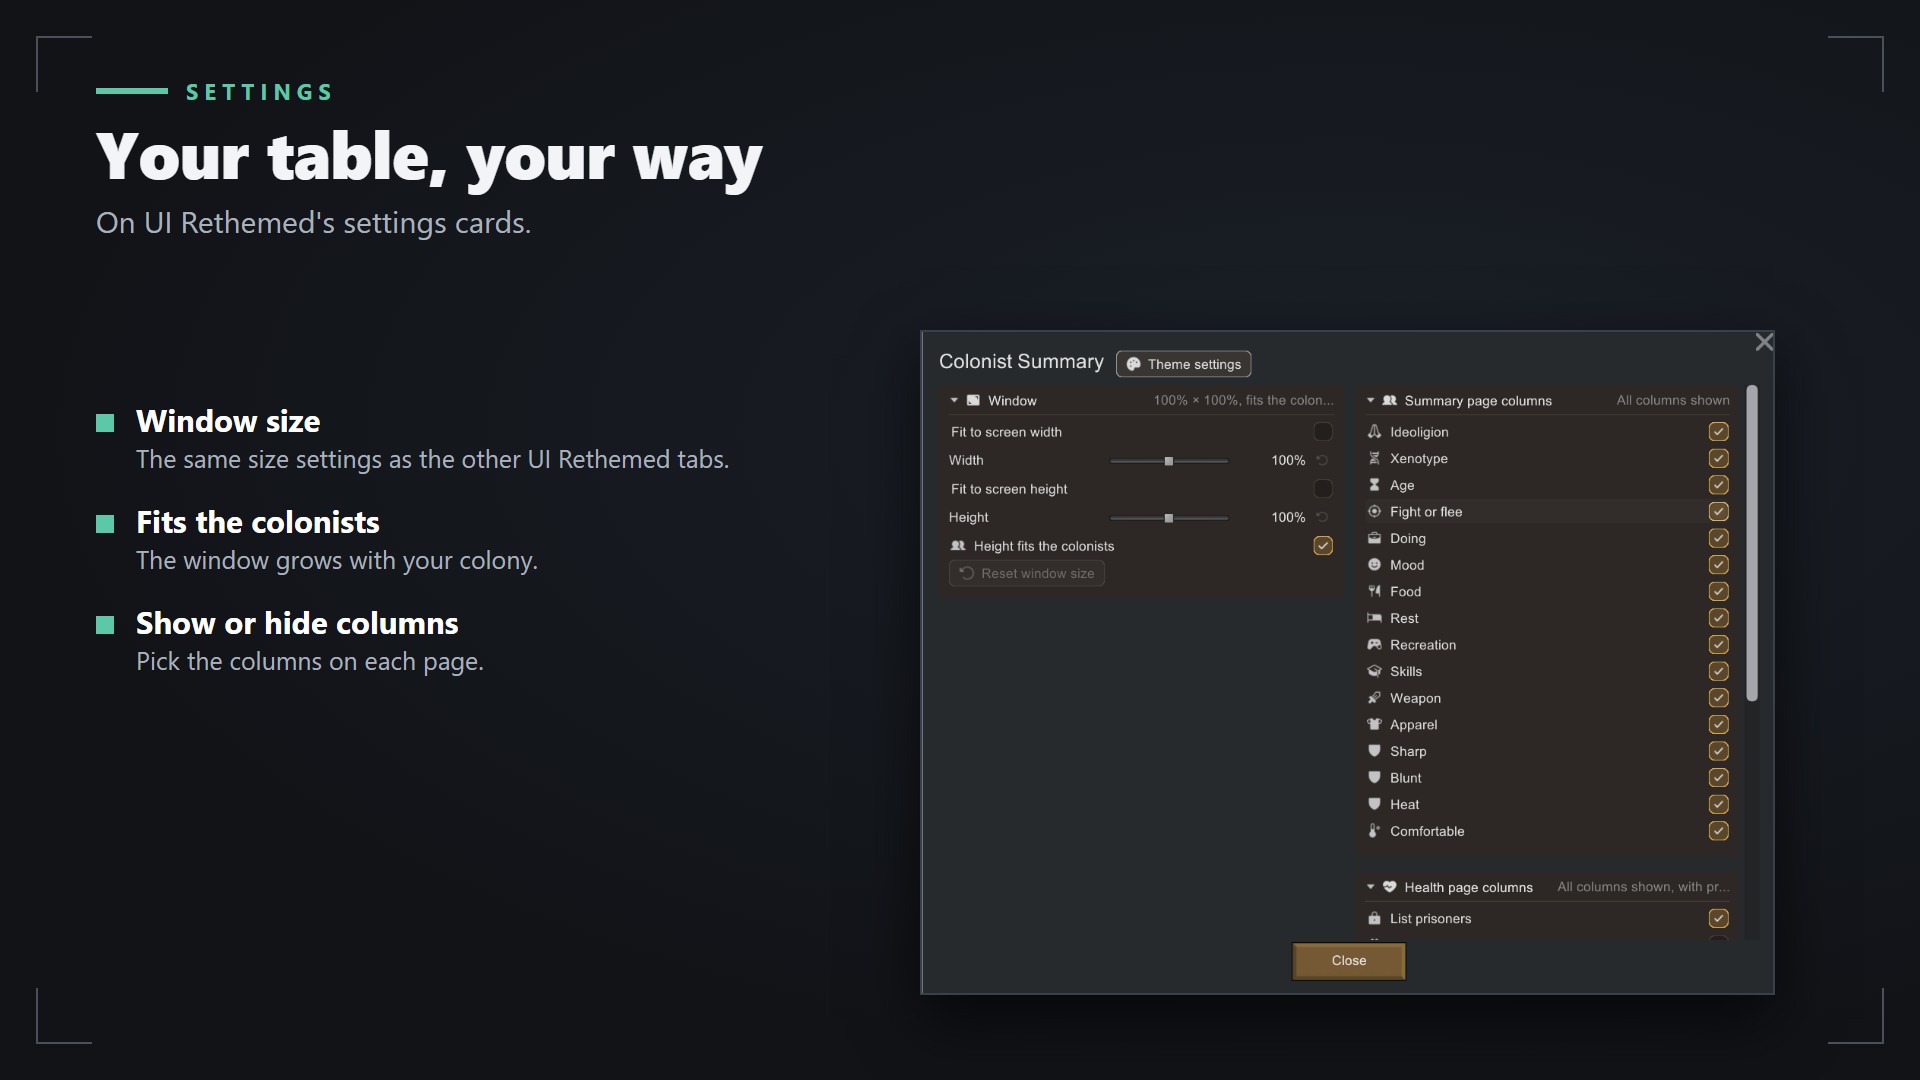 SETTINGS
Your table, your way
On UI Rethemed's settings cards.
Window size
The same size settings as the other UI Rethemed tabs.
Fits the colonists
The window grows with your colony.
Show or hide columns
Pick the columns on each page.
Colonist Summary
Theme settings
Window
100% × 100%, fits the colon...
Fit to screen width
Width
100%
Fit to screen height
Height
100%
Height fits the colonists
Reset window size
Summary page columns
All columns shown
Ideoligion
Xenotype
Age
Fight or flee
Doing
Mood
Food
Rest
Recreation
Skills
Weapon
Apparel
Sharp
Blunt
Heat
Comfortable
Health page columns
All columns shown, with pr...
List prisoners
Close